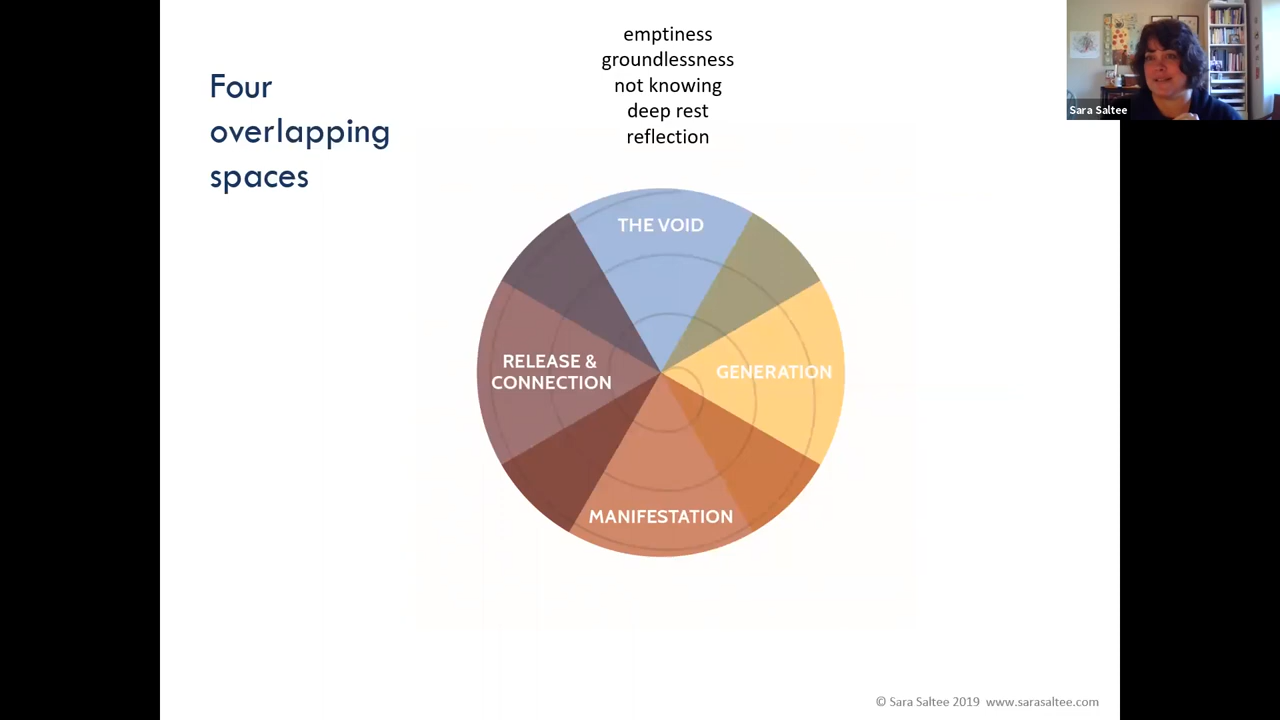 Four
overlapping
spaces
emptiness
groundlessness
not knowing
deep rest
reflection
Sara Saltee
THE VOID
RELEASE &
CONNECTION
GENERATION
MANIFESTATION
© Sara Saltee 2019 www.sarasaltee.com